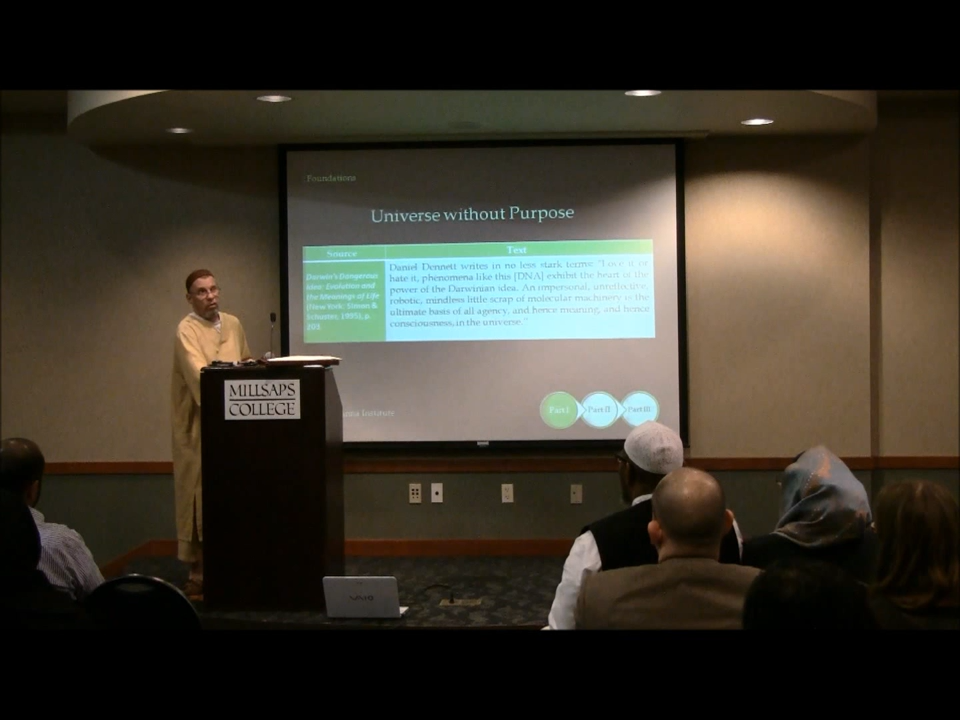 Foundations
Universe without Purpose
Source
Text
Darwin's Dangerous
Idea: Evolution and
the Meanings of Life
(New York: Simon &
Schuster, 1995), p.
203.
Daniel Dennett writes in no less stark terms: "Love it or
hate it, phenomena like this [DNA] exhibit the heart of the
power of the Darwinian idea. An impersonal, unreflective,
robotic, mindless little scrap of molecular machinery is the
ultimate basis of all agency, and hence meaning, and hence
consciousness, in the universe."
Institute
Part I
Part II
Part III
MILLSAPS
COLLEGE
VAIO